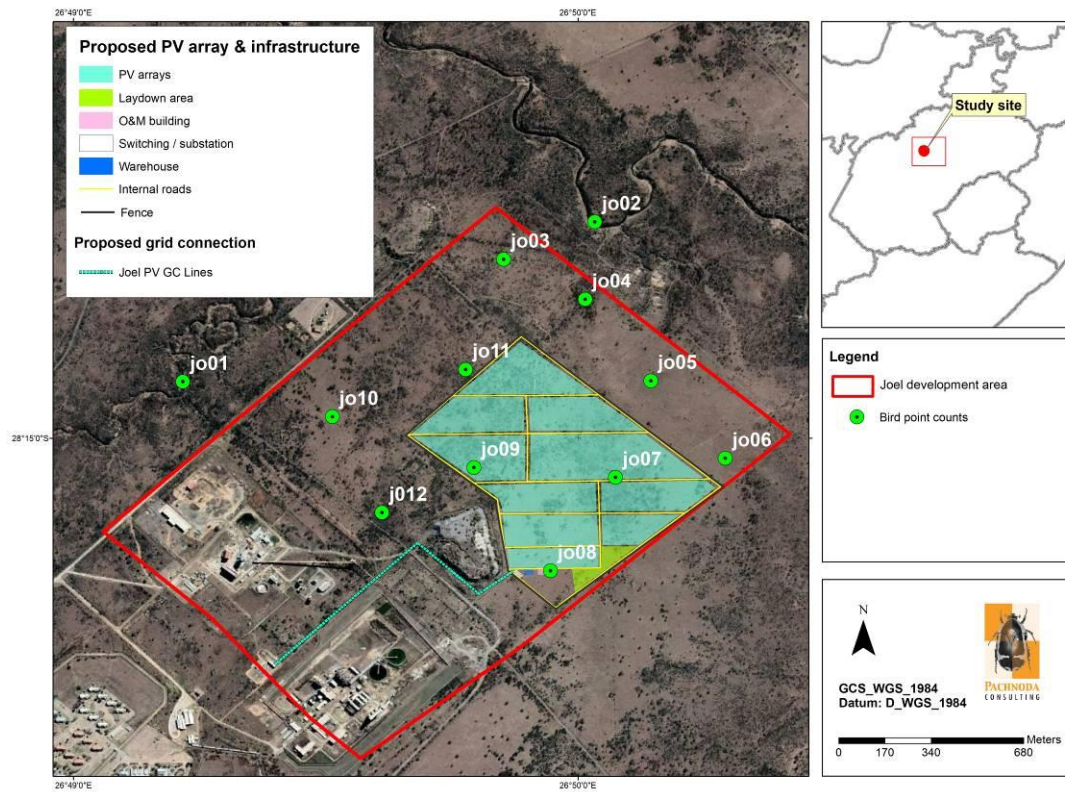 26°49'0"E
26°50'0"E
Proposed PV array & infrastructure
PV arrays
Laydown area
O&M building
Switching / substation
Warehouse
Internal roads
Fence
Proposed grid connection
Joel PV GC Lines
Study site
jo02
jo03
jo04
jo01
jo11
jo05
jo10
28°15'0"S
jo09
jo07
jo06
j012
jo08
Legend
Joel development area
Bird point counts
N
GCS_WGS_1984
Datum: D_WGS_1984
PACHNODA
CONSULTING
Meters
0 170 340 680
26°49'0"E
26°50'0"E